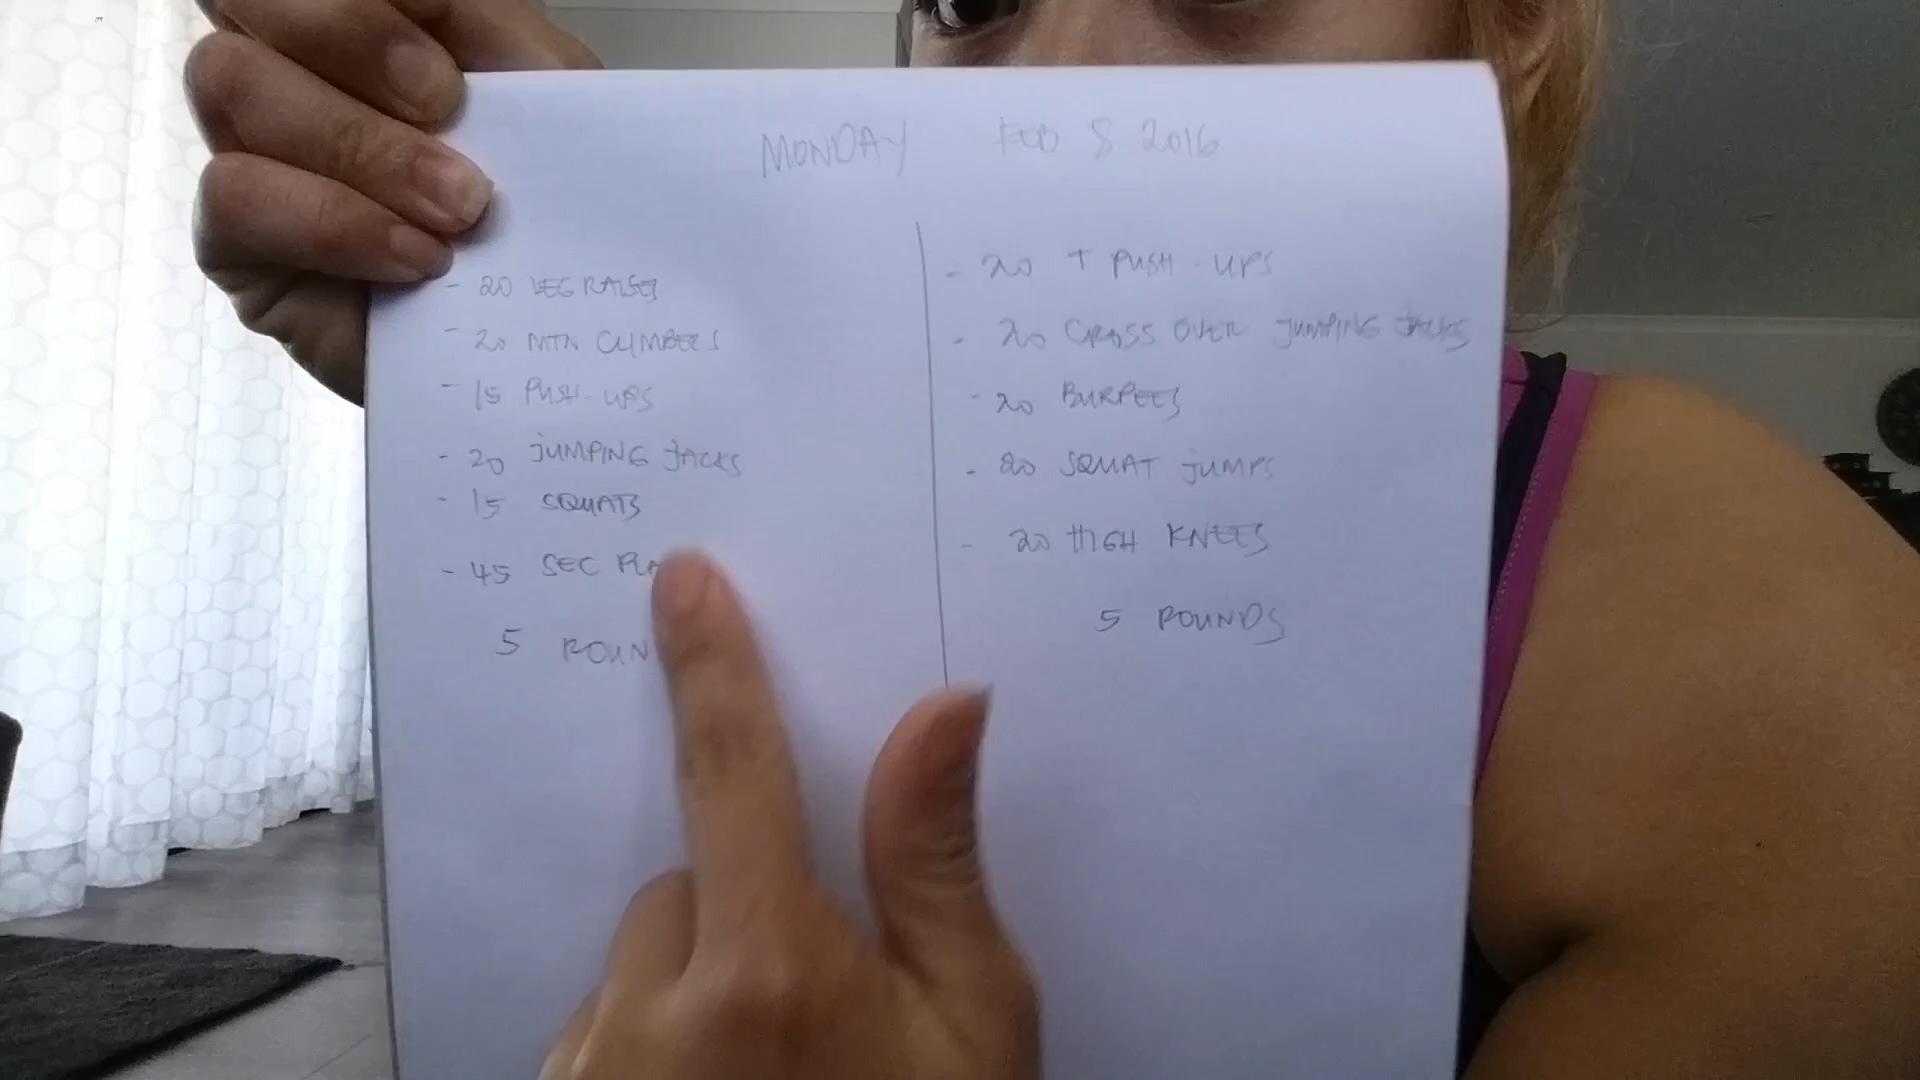 MONDAY FEB 8 2016
- 20 LEG RAISES
- 20 MTN CLIMBERS
- 15 PUSH-UPS
- 20 JUMPING JACKS
- 15 SQUATS
- 45 SEC
5
- 20 T PUSH-UPS
- 20 CROSS OVER JUMPING JACKS
- 20 BURPEES
- 20 SQUAT JUMPS
- 20 HIGH KNEES
5 ROUNDS